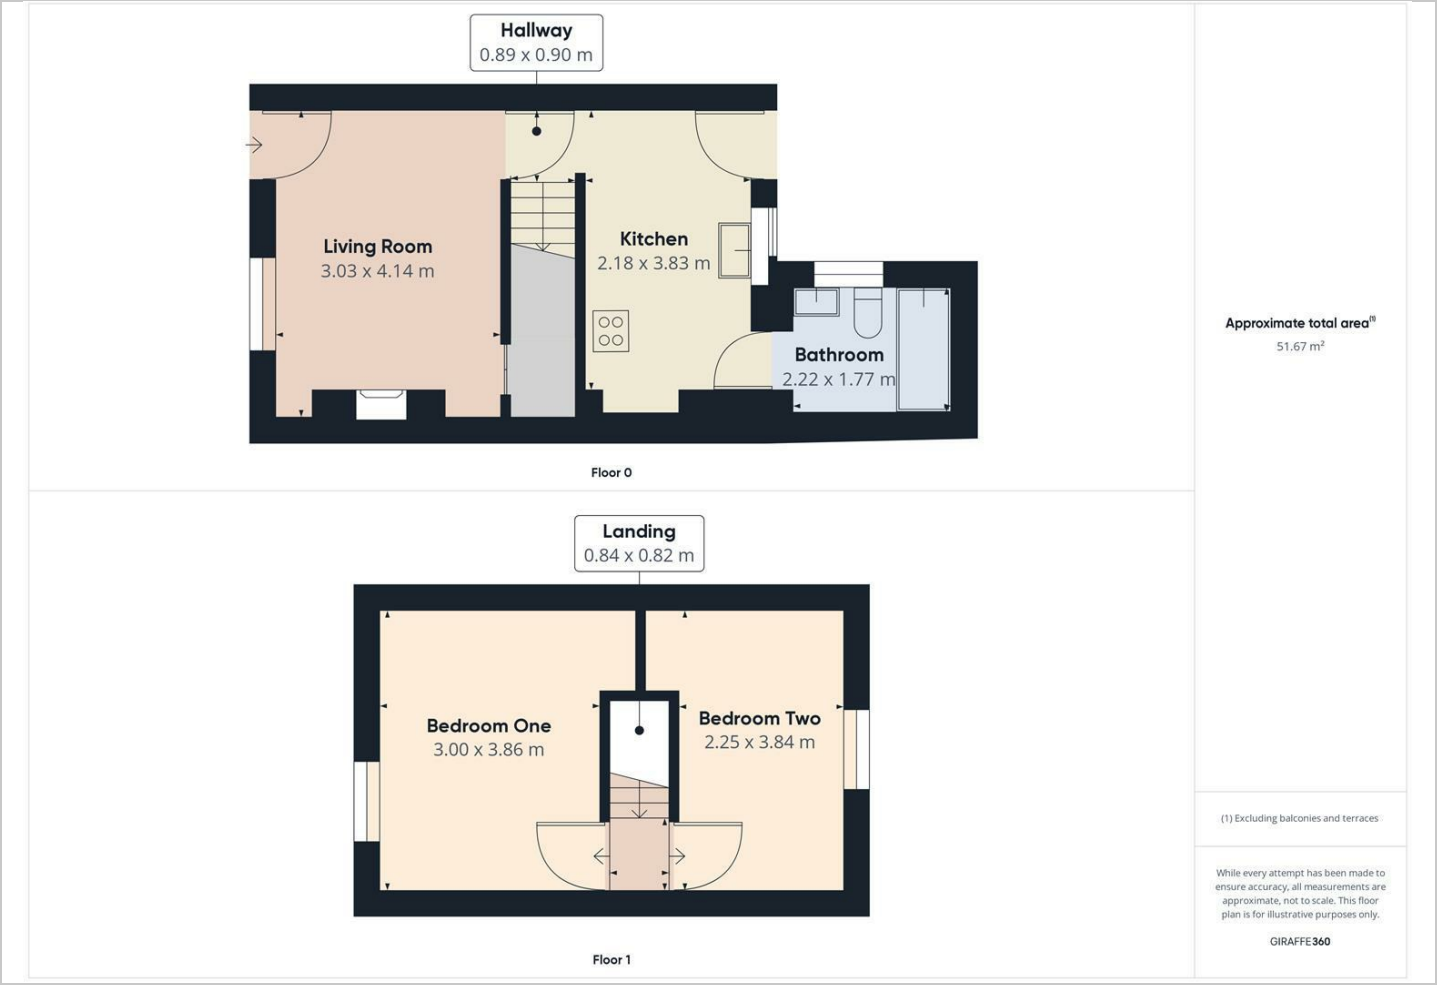 Hallway
0.89 x 0.90 m
Living Room
3.03 x 4.14 m
Kitchen
2.18 x 3.83 m
Bathroom
2.22 x 1.77 m
Floor 0
Landing
0.84 x 0.82 m
Bedroom One
3.00 x 3.86 m
Bedroom Two
2.25 x 3.84 m
Floor 1
Approximate total area(1)
51.67 m²
(1) Excluding balconies and terraces
While every attempt has been made to
ensure accuracy, all measurements are
approximate, not to scale. This floor
plan is for illustrative purposes only.
GIRAFFE360